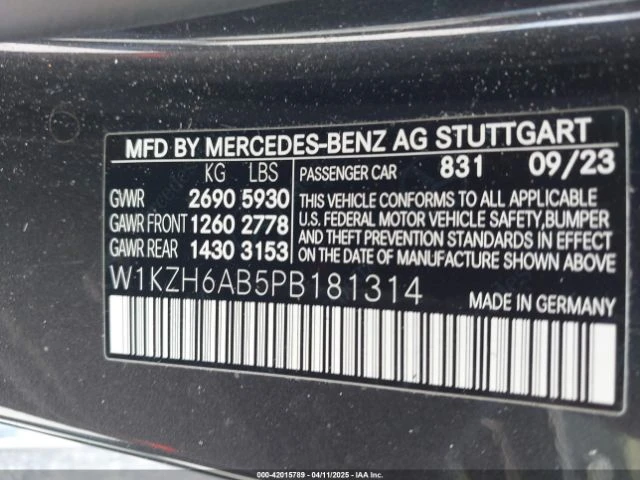 MFD BY MERCEDES-BENZ AG STUTTGART
KG LBS PASSENGER CAR 831 09/23
GVWR 2690 5930
GAWR FRONT 1260 2778
GAWR REAR 1430 3153
THIS VEHICLE CONFORMS TO ALL APPLICABLE
U.S. FEDERAL MOTOR VEHICLE SAFETY, BUMPER
AND THEFT PREVENTION STANDARDS IN EFFECT
ON THE DATE OF MANUFACTURE SHOWN ABOVE.
W1KZH6AB5PB181314
MADE IN GERMANY
000-42015789 - 04/11/2025 - IAA Inc.